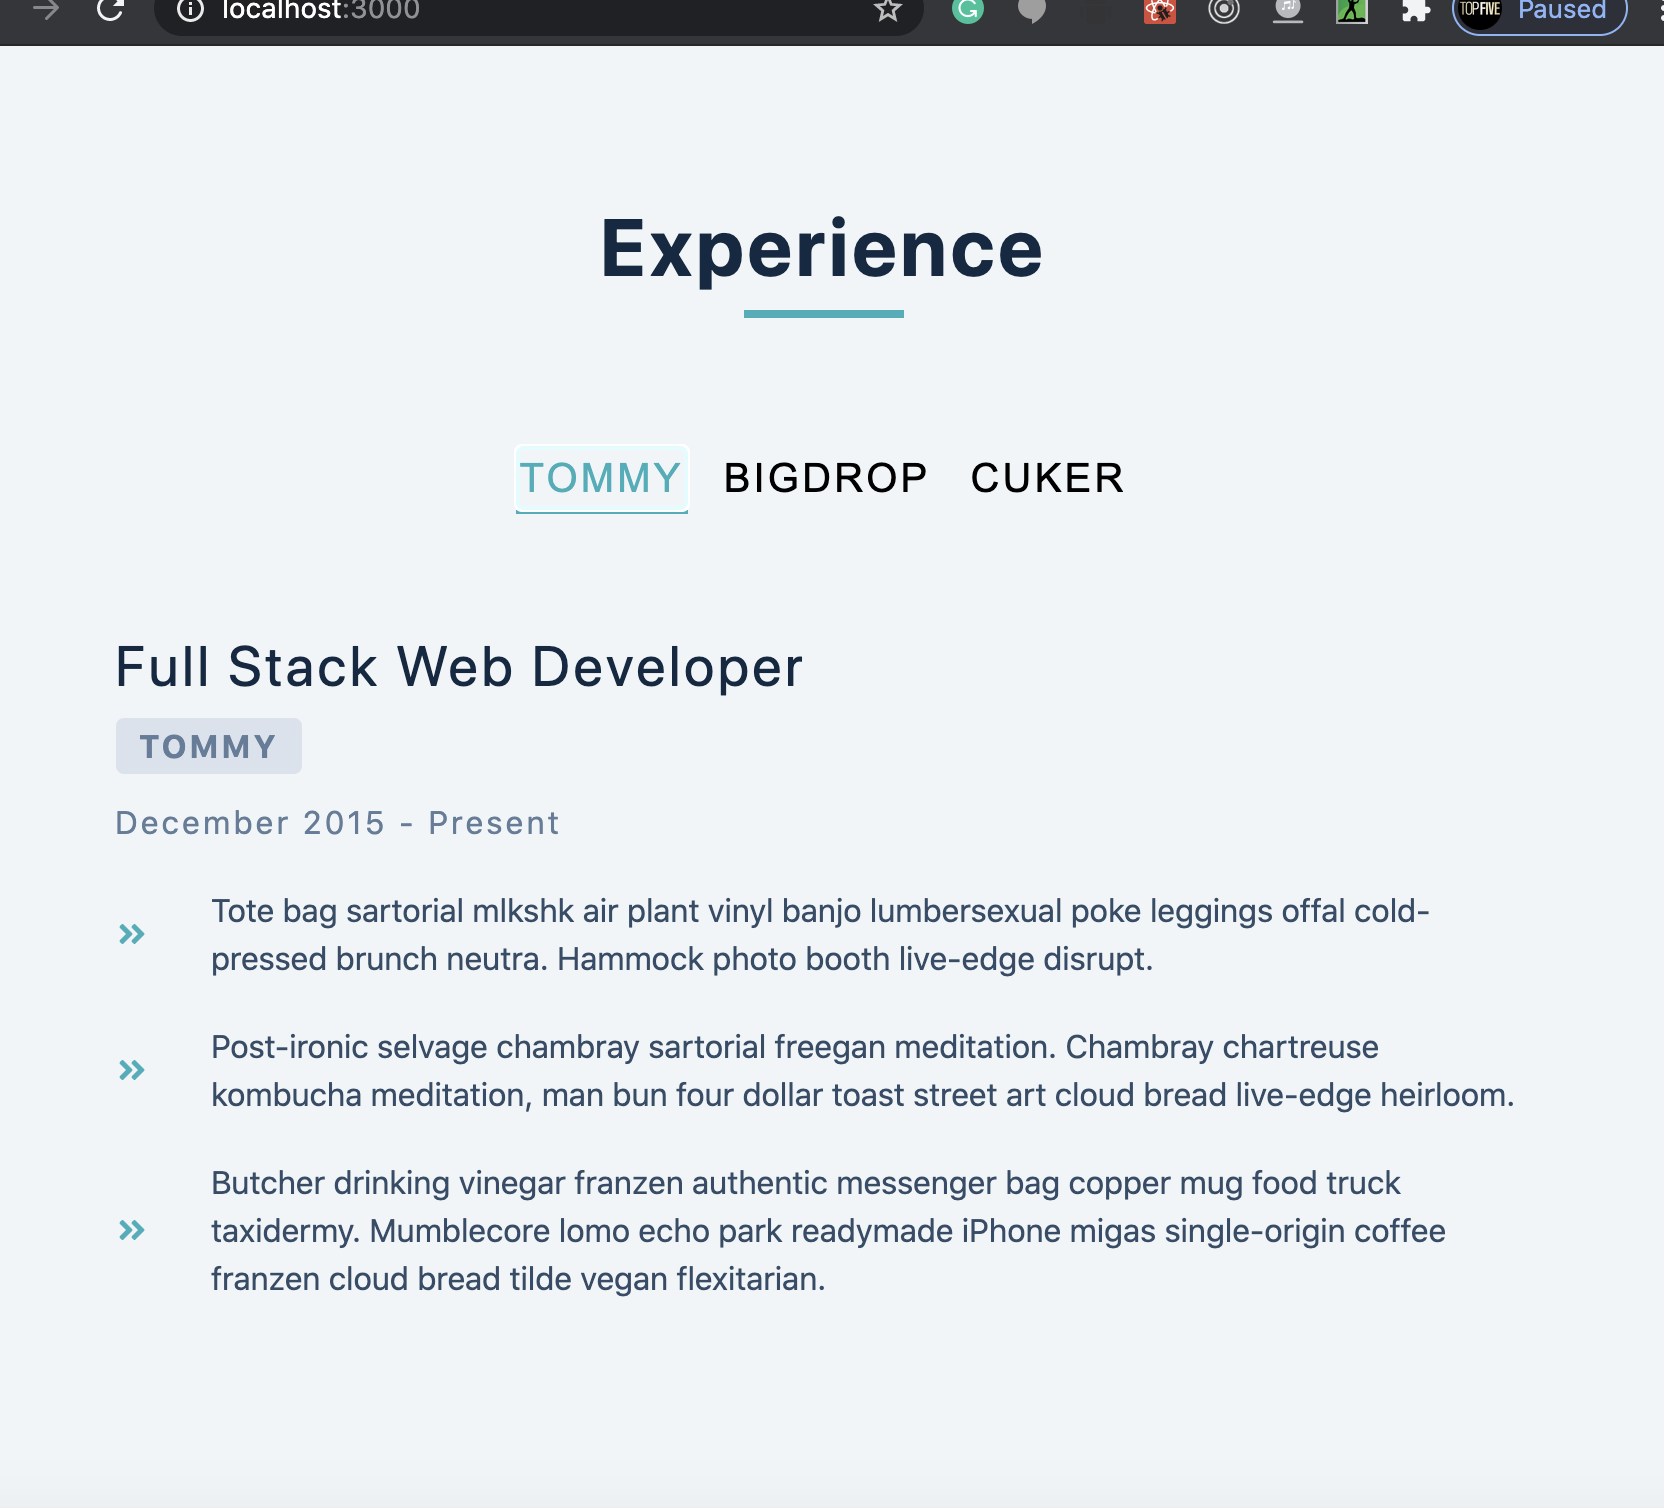 localhost:3000
TOPFIVE
Paused
Experience
TOMMY BIGDROP CUKER
Full Stack Web Developer
TOMMY
December 2015 - Present
Tote bag sartorial mlkshk air plant vinyl banjo lumbersexual poke leggings offal cold-
pressed brunch neutra. Hammock photo booth live-edge disrupt.
Post-ironic selvage chambray sartorial freegan meditation. Chambray chartreuse
kombucha meditation, man bun four dollar toast street art cloud bread live-edge heirloom.
Butcher drinking vinegar franzen authentic messenger bag copper mug food truck
taxidermy. Mumblecore lomo echo park readymade iPhone migas single-origin coffee
franzen cloud bread tilde vegan flexitarian.